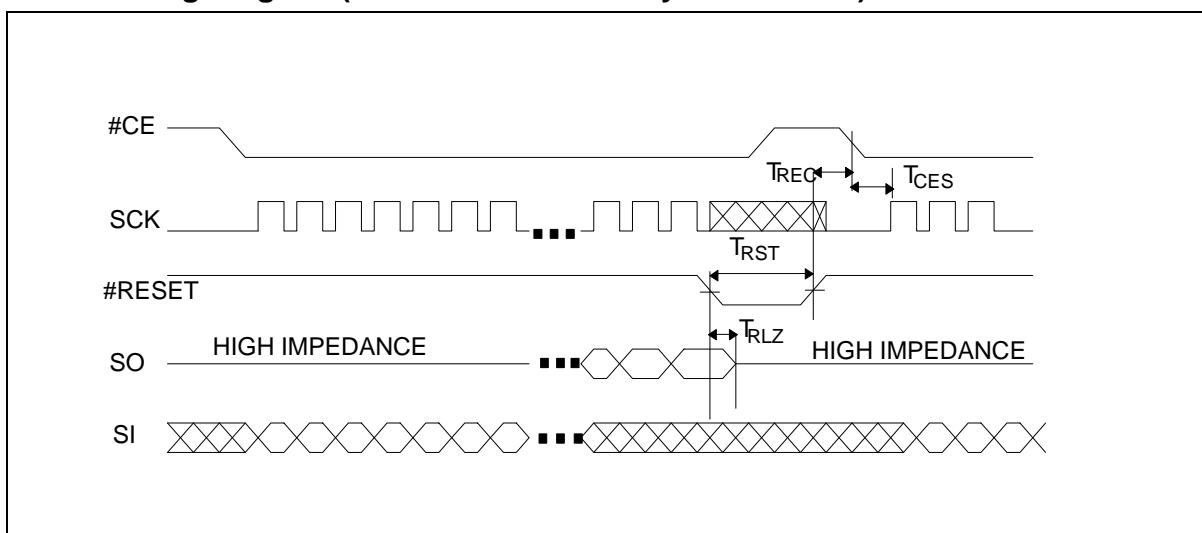 #CE
TREC
TCES
SCK
TRST
#RESET
TRLZ
HIGH IMPEDANCE
HIGH IMPEDANCE
SO
SI